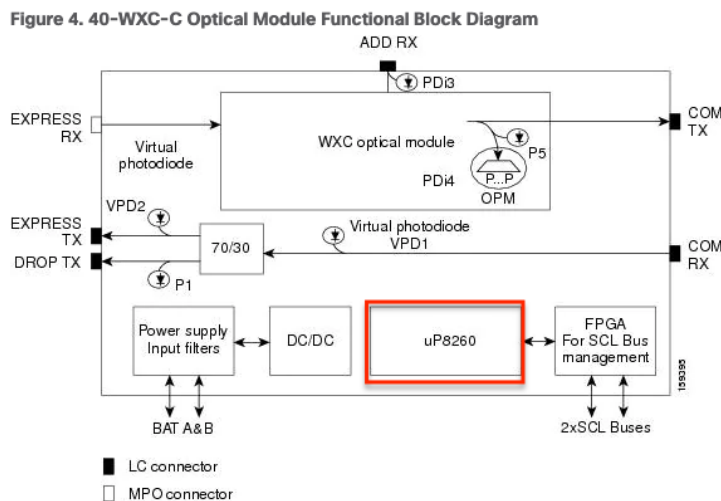 Figure 4. 40-WXC-C Optical Module Functional Block Diagram
ADD RX
PDi3
EXPRESS
RX
Virtual
photodiode
WXC optical module
COM
TX
P5
PDi4
P...P
OPM
VPD2
EXPRESS
TX
DROP TX
70/30
P1
Virtual photodiode
VPD1
COM
RX
Power supply
Input filters
DC/DC
uP8260
FPGA
For SCL Bus
management
159395
BAT A&B
2xSCL Buses
LC connector
MPO connector